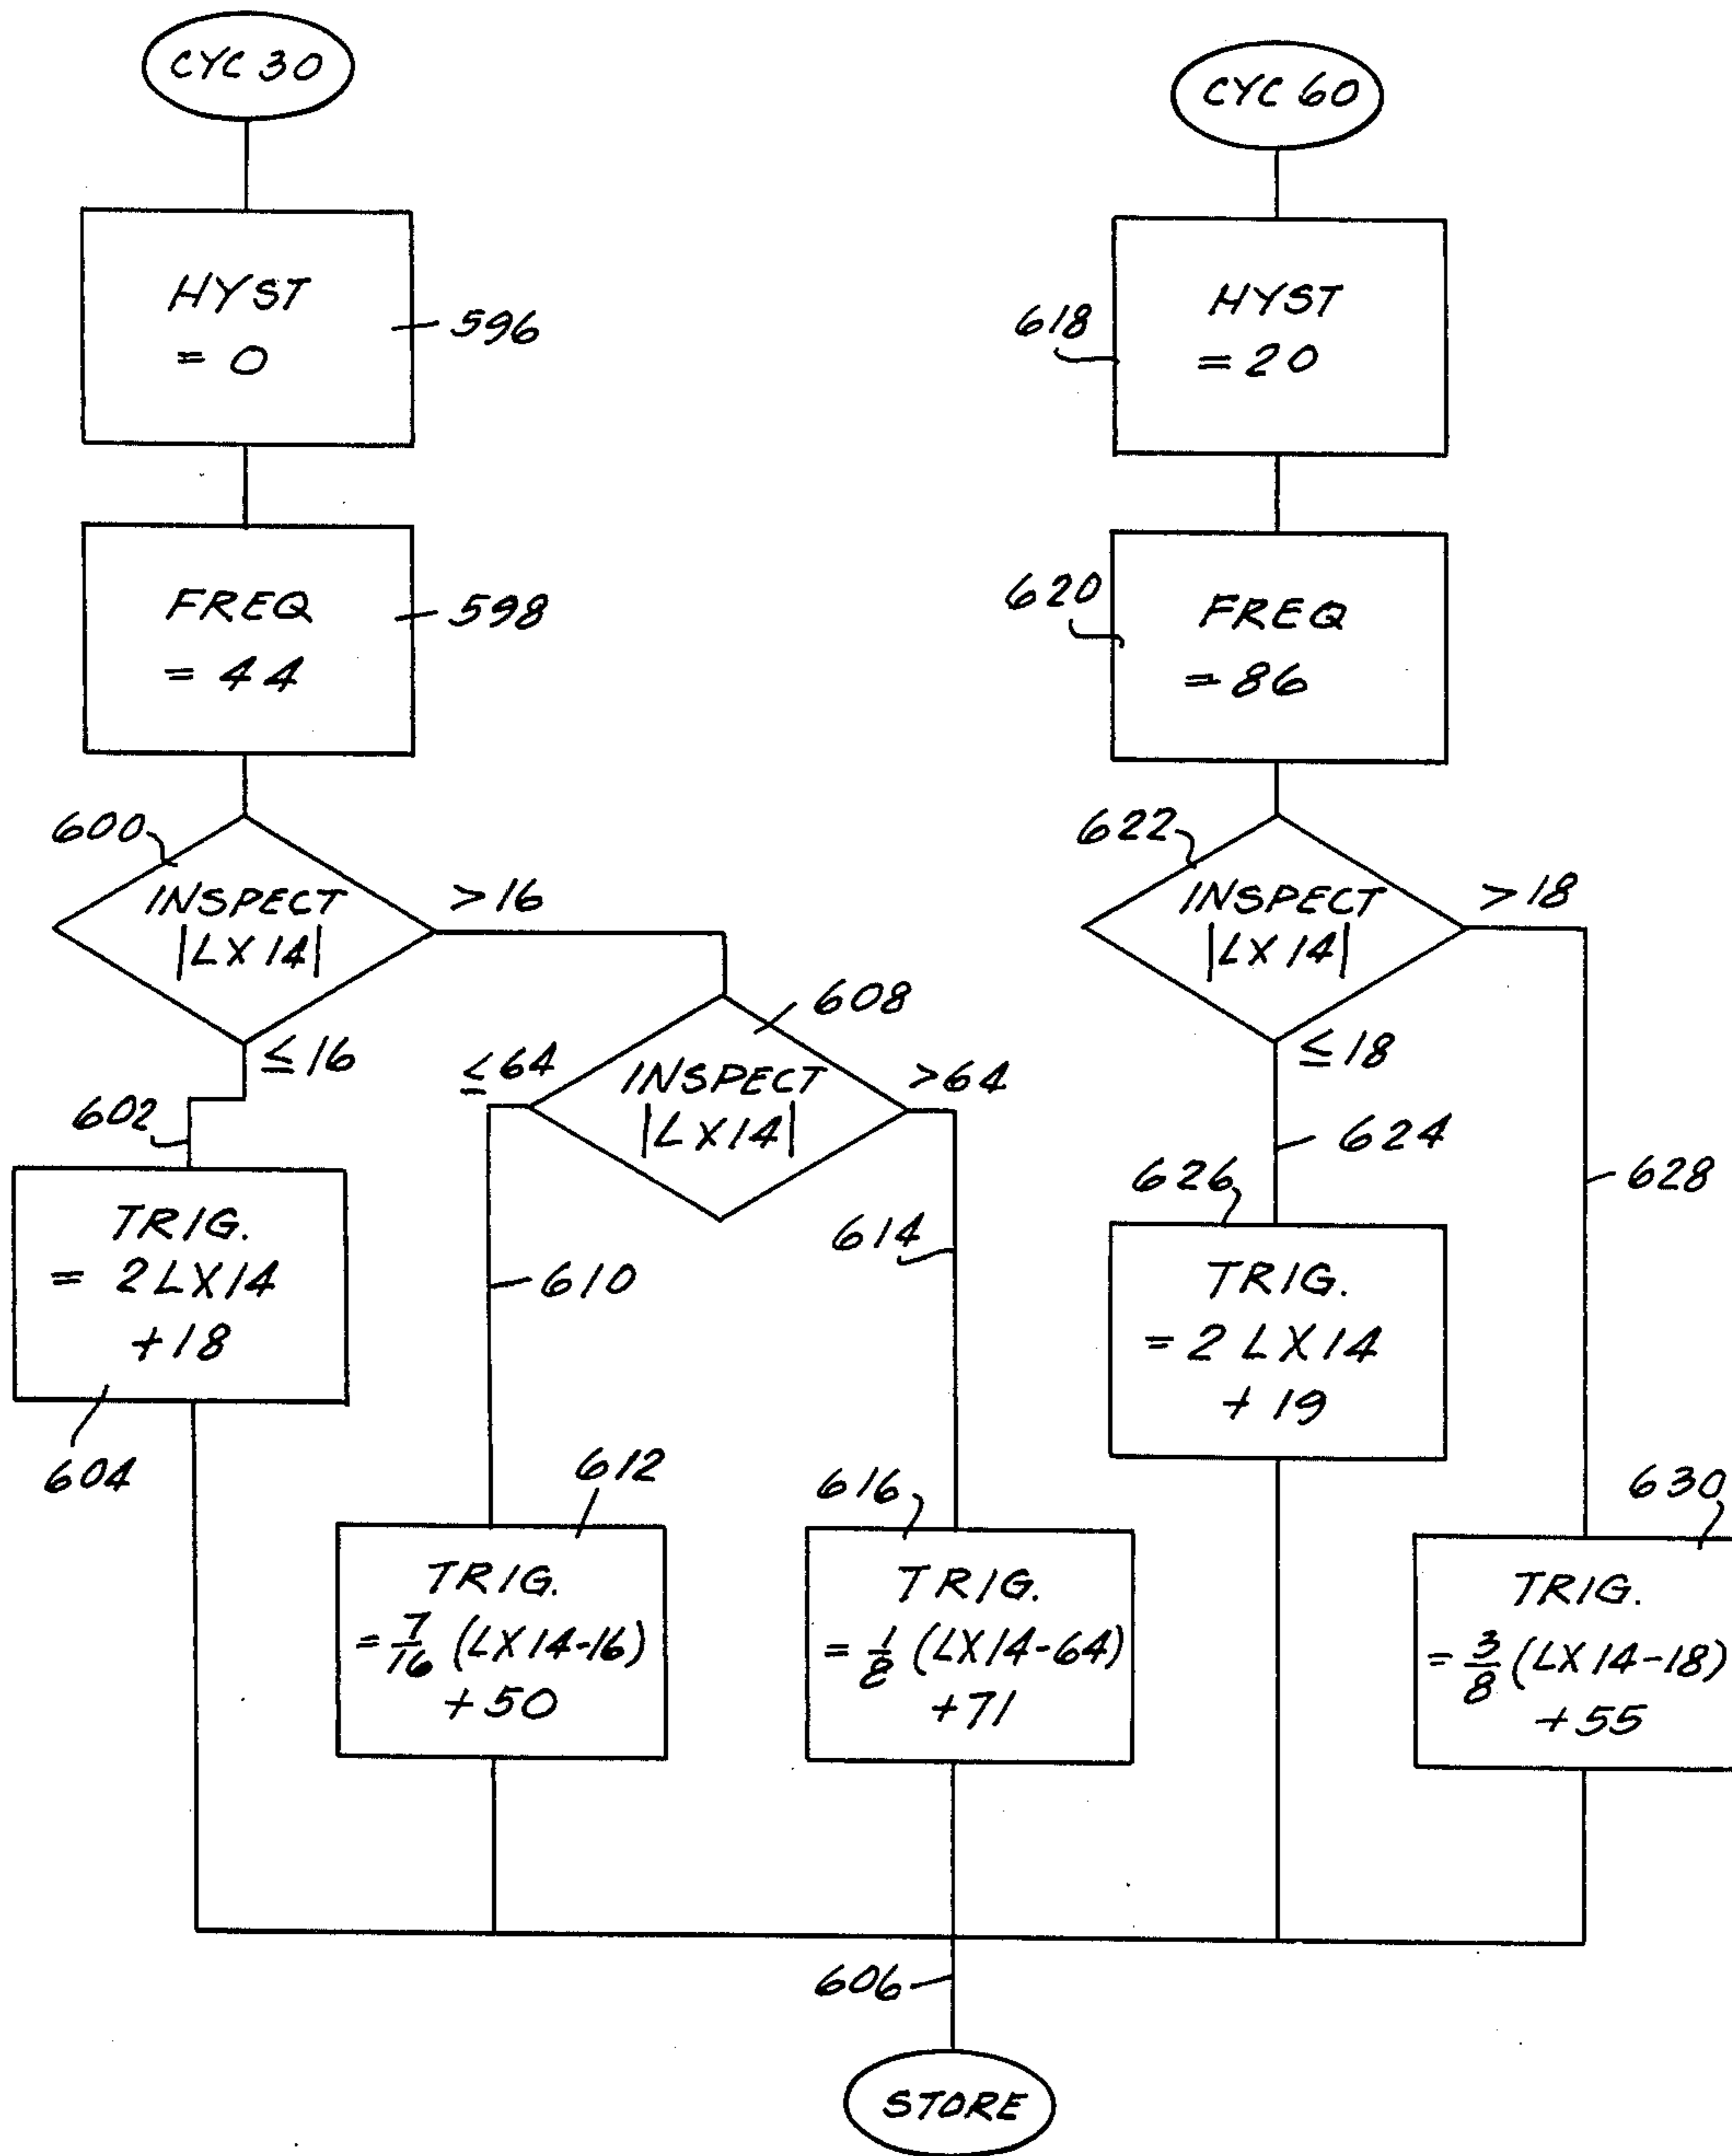 CYC 30
HYST
= 0
596
FREQ
= 44
598
600
INSPECT
|LX14|
>16
≤16
602
TRIG.
= 2LX14
+18
604
608
INSPECT
|LX14|
≤64
>64
610
614
612
TRIG.
= 7/16 (LX14-16)
+50
616
TRIG.
= 1/8 (LX14-64)
+71
CYC 60
618
HYST
= 20
620
FREQ
= 86
622
INSPECT
|LX14|
>18
≤18
624
628
626
TRIG.
= 2 LX14
+ 19
630
TRIG.
= 3/8 (LX14-18)
+55
606
STORE